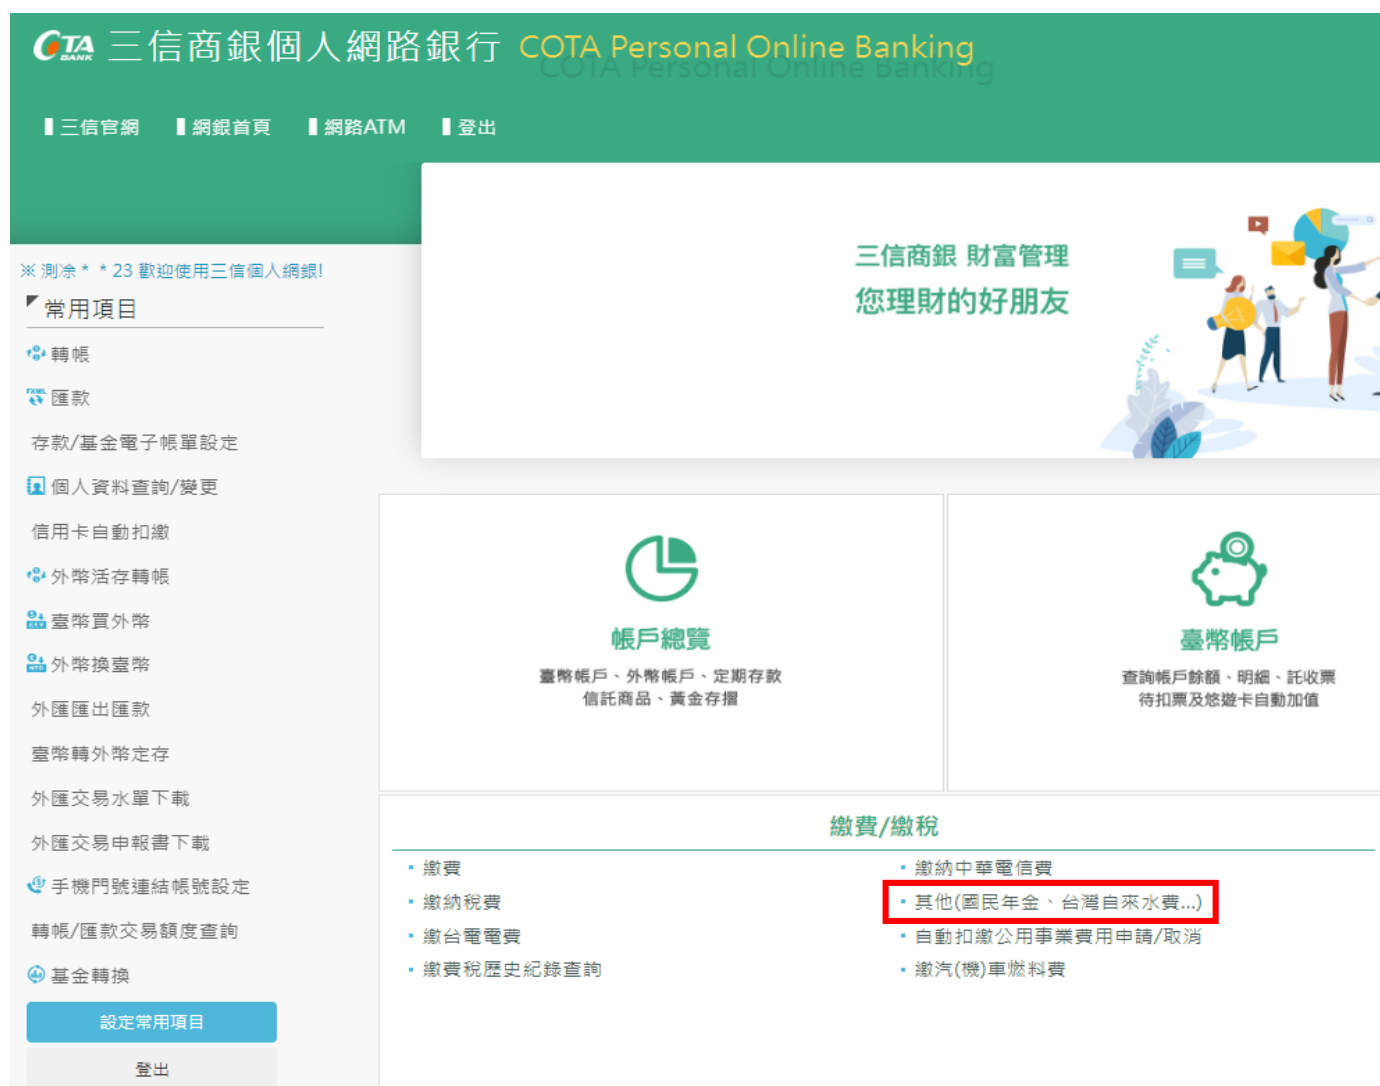 COTA BANK 三信商銀個人網路銀行 COTA Personal Online Banking
三信官網 網銀首頁 網路ATM 登出
三信商銀 財富管理
您理財的好朋友
※ 測凃＊＊23 歡迎使用三信個人網銀!
常用項目
轉帳
匯款
存款/基金電子帳單設定
個人資料查詢/變更
信用卡自動扣繳
外幣活存轉帳
臺幣買外幣
外幣換臺幣
外匯匯出匯款
臺幣轉外幣定存
外匯交易水單下載
外匯交易申報書下載
手機門號連結帳號設定
轉帳/匯款交易額度查詢
基金轉換
設定常用項目
登出
帳戶總覽
臺幣帳戶、外幣帳戶、定期存款
信託商品、黃金存摺
臺幣帳戶
查詢帳戶餘額、明細、託收票
待扣票及悠遊卡自動加值
繳費/繳稅
繳費
繳納稅費
繳台電電費
繳費稅歷史紀錄查詢
繳納中華電信費
其他(國民年金、台灣自來水費...)
自動扣繳公用事業費用申請/取消
繳汽(機)車燃料費